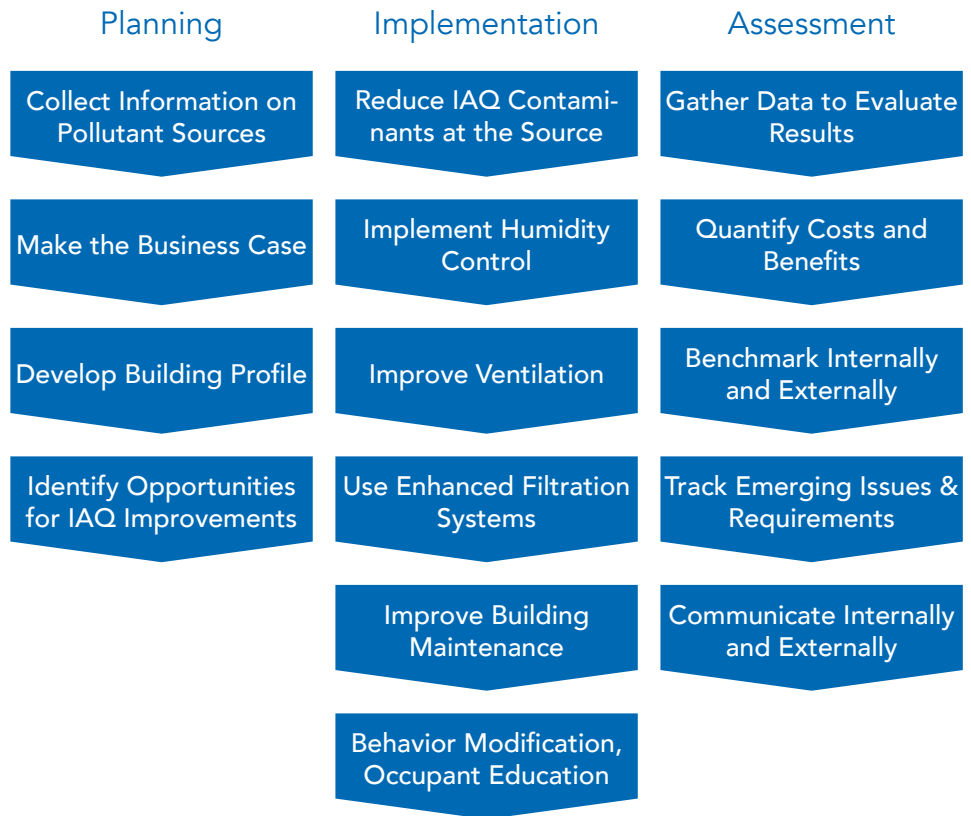 Planning
Collect Information on
Pollutant Sources
Make the Business Case
Develop Building Profile
Identify Opportunities
for IAQ Improvements
Implementation
Reduce IAQ Contami-
nants at the Source
Implement Humidity
Control
Improve Ventilation
Use Enhanced Filtration
Systems
Improve Building
Maintenance
Behavior Modification,
Occupant Education
Assessment
Gather Data to Evaluate
Results
Quantify Costs and
Benefits
Benchmark Internally
and Externally
Track Emerging Issues &
Requirements
Communicate Internally
and Externally